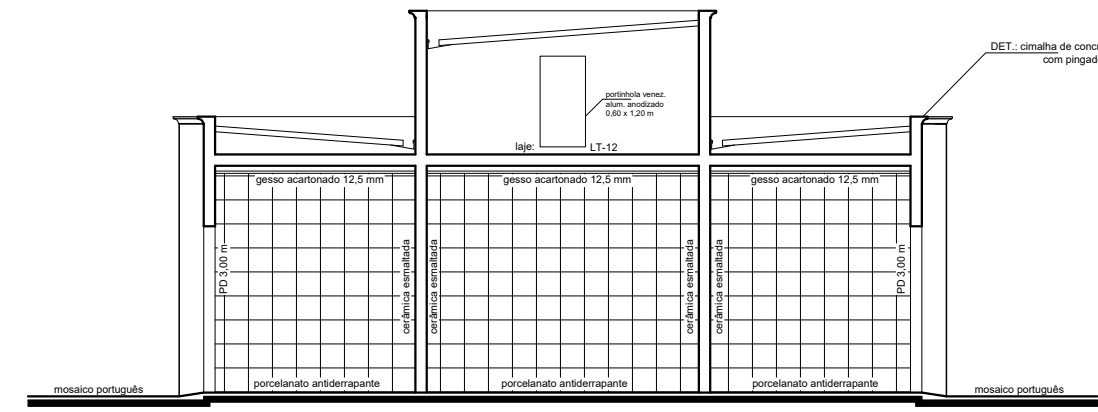 DET.: cimalha de concr
com pingad
portinhola venez.
alum. anodizado
0,60 x 1,20 m
laje: LT-12
gesso acartonado 12,5 mm
gesso acartonado 12,5 mm
gesso acartonado 12,5 mm
PD 3,00 m
cerâmica esmaltada
cerâmica esmaltada
cerâmica esmaltada
cerâmica esmaltada
PD 3,00 m
mosaico português
porcelanato antiderrapante
porcelanato antiderrapante
porcelanato antiderrapante
mosaico português